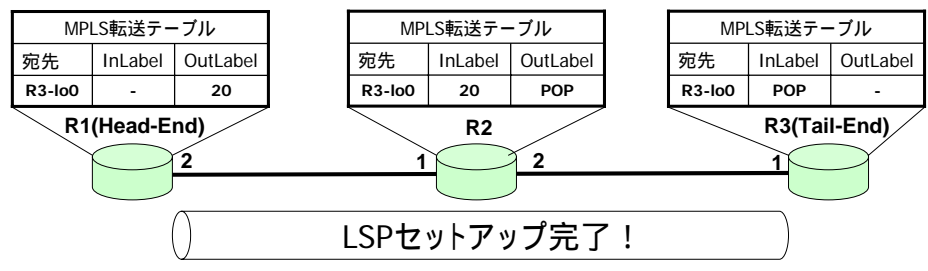 MPLS転送テーブル
宛先 InLabel OutLabel
R3-lo0 - 20
R1(Head-End)
2
MPLS転送テーブル
宛先 InLabel OutLabel
R3-lo0 20 POP
R2
1 2
MPLS転送テーブル
宛先 InLabel OutLabel
R3-lo0 POP -
R3(Tail-End)
1
LSPセットアップ完了！